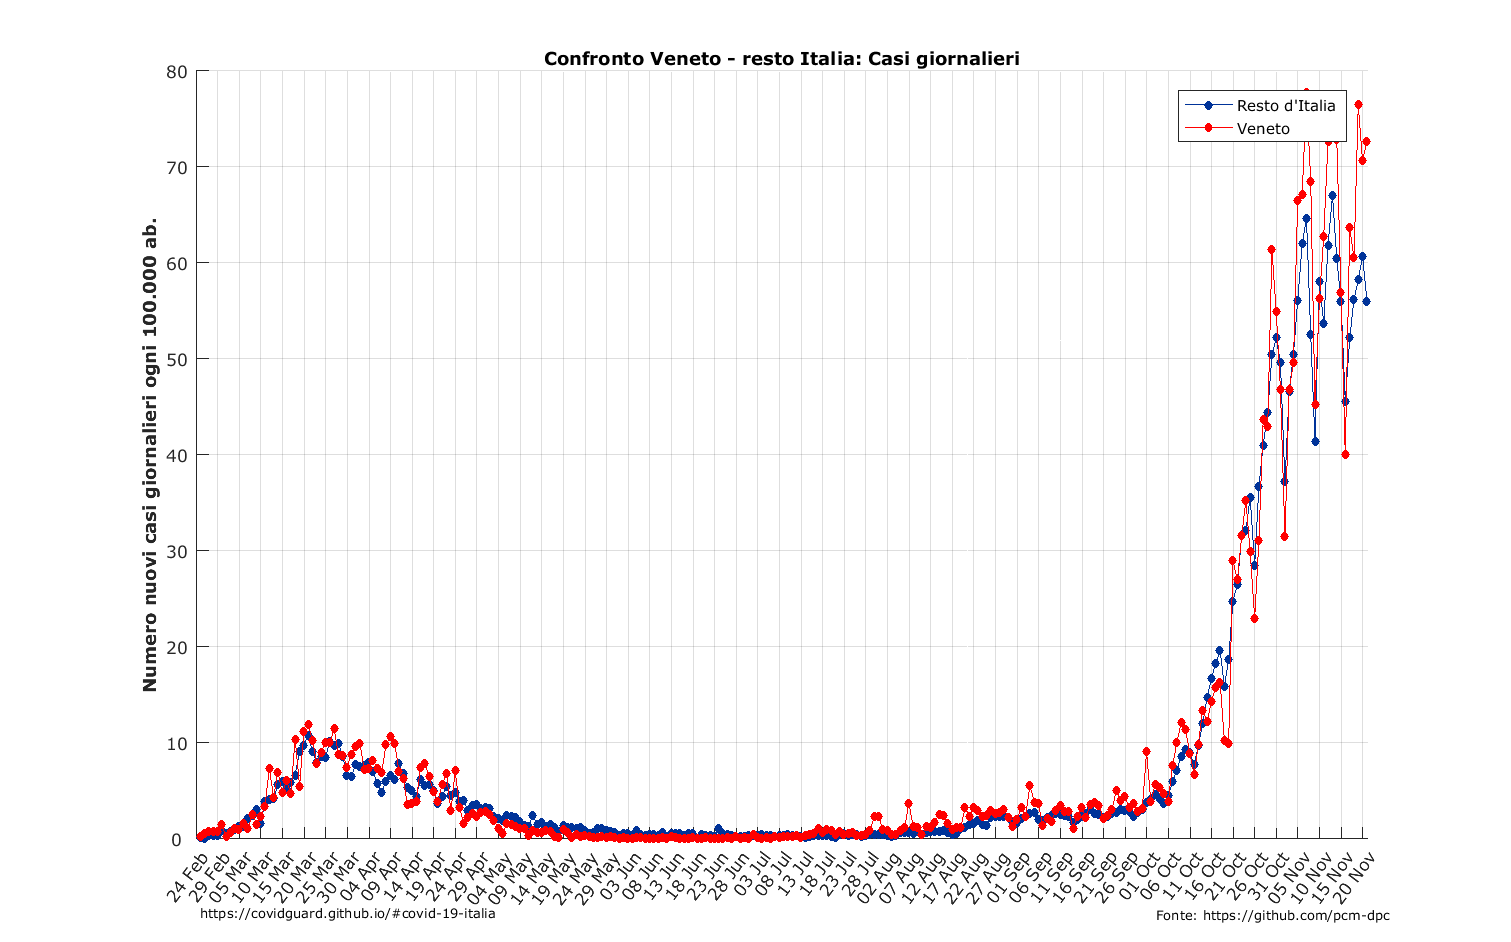 Confronto Veneto - resto Italia: Casi giornalieri
Numero nuovi casi giornalieri ogni 100.000 ab.
80
70
60
50
40
30
20
10
0
Resto d'Italia
Veneto
24 Feb
29 Feb
05 Mar
10 Mar
15 Mar
20 Mar
25 Mar
30 Mar
04 Apr
09 Apr
14 Apr
19 Apr
24 Apr
29 Apr
04 May
09 May
14 May
19 May
24 May
29 May
03 Jun
08 Jun
13 Jun
18 Jun
23 Jun
28 Jun
03 Jul
08 Jul
13 Jul
18 Jul
23 Jul
28 Jul
02 Aug
07 Aug
12 Aug
17 Aug
22 Aug
27 Aug
01 Sep
06 Sep
11 Sep
16 Sep
21 Sep
26 Sep
01 Oct
06 Oct
11 Oct
16 Oct
21 Oct
26 Oct
31 Oct
05 Nov
10 Nov
15 Nov
20 Nov
https://covidguard.github.io/#covid-19-italia
Fonte: https://github.com/pcm-dpc